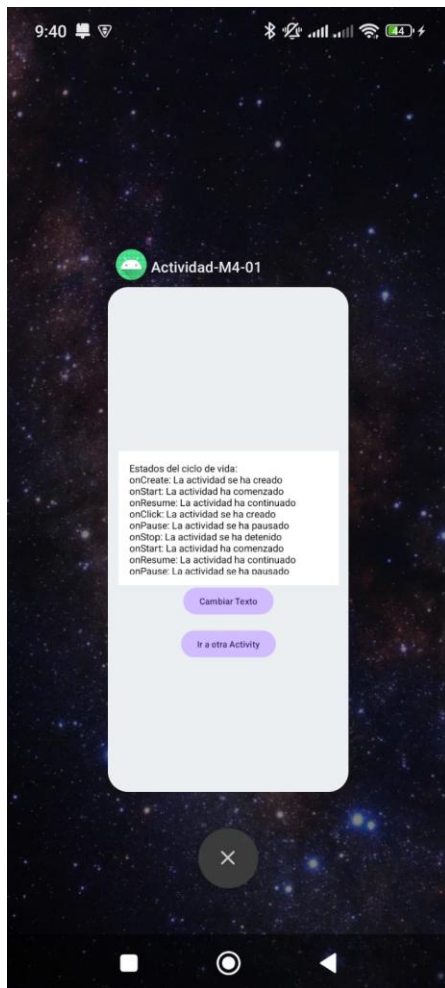 9:40
44
Actividad-M4-01
Estados del ciclo de vida:
onCreate: La actividad se ha creado
onStart: La actividad ha comenzado
onResume: La actividad ha continuado
onClick: La actividad se ha creado
onPause: La actividad se ha pausado
onStop: La actividad se ha detenido
onStart: La actividad ha comenzado
onResume: La actividad ha continuado
onPause: La actividad se ha pausado
Cambiar Texto
Ir a otra Activity